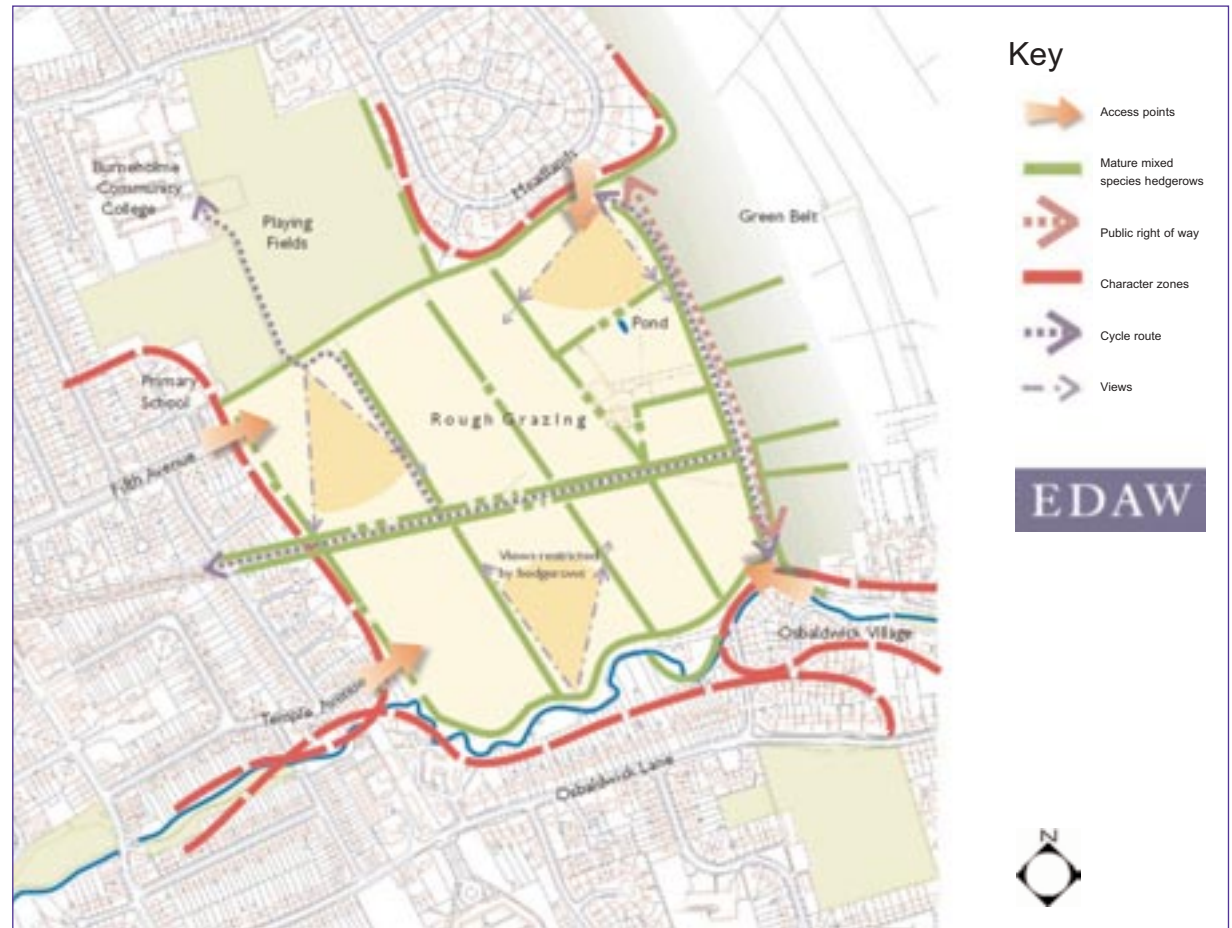 Key
Access points
Mature mixed
species hedgerows
Public right of way
Character zones
Cycle route
Views
EDAW
N
Burneholme
Community
College
Playing
Fields
Meadlands
Green Belt
Pond
Primary
School
Rough Grazing
Fifth Avenue
Views restricted
by hedgerows
Osbaldwick Village
Temple Avenue
Osbaldwick Lane